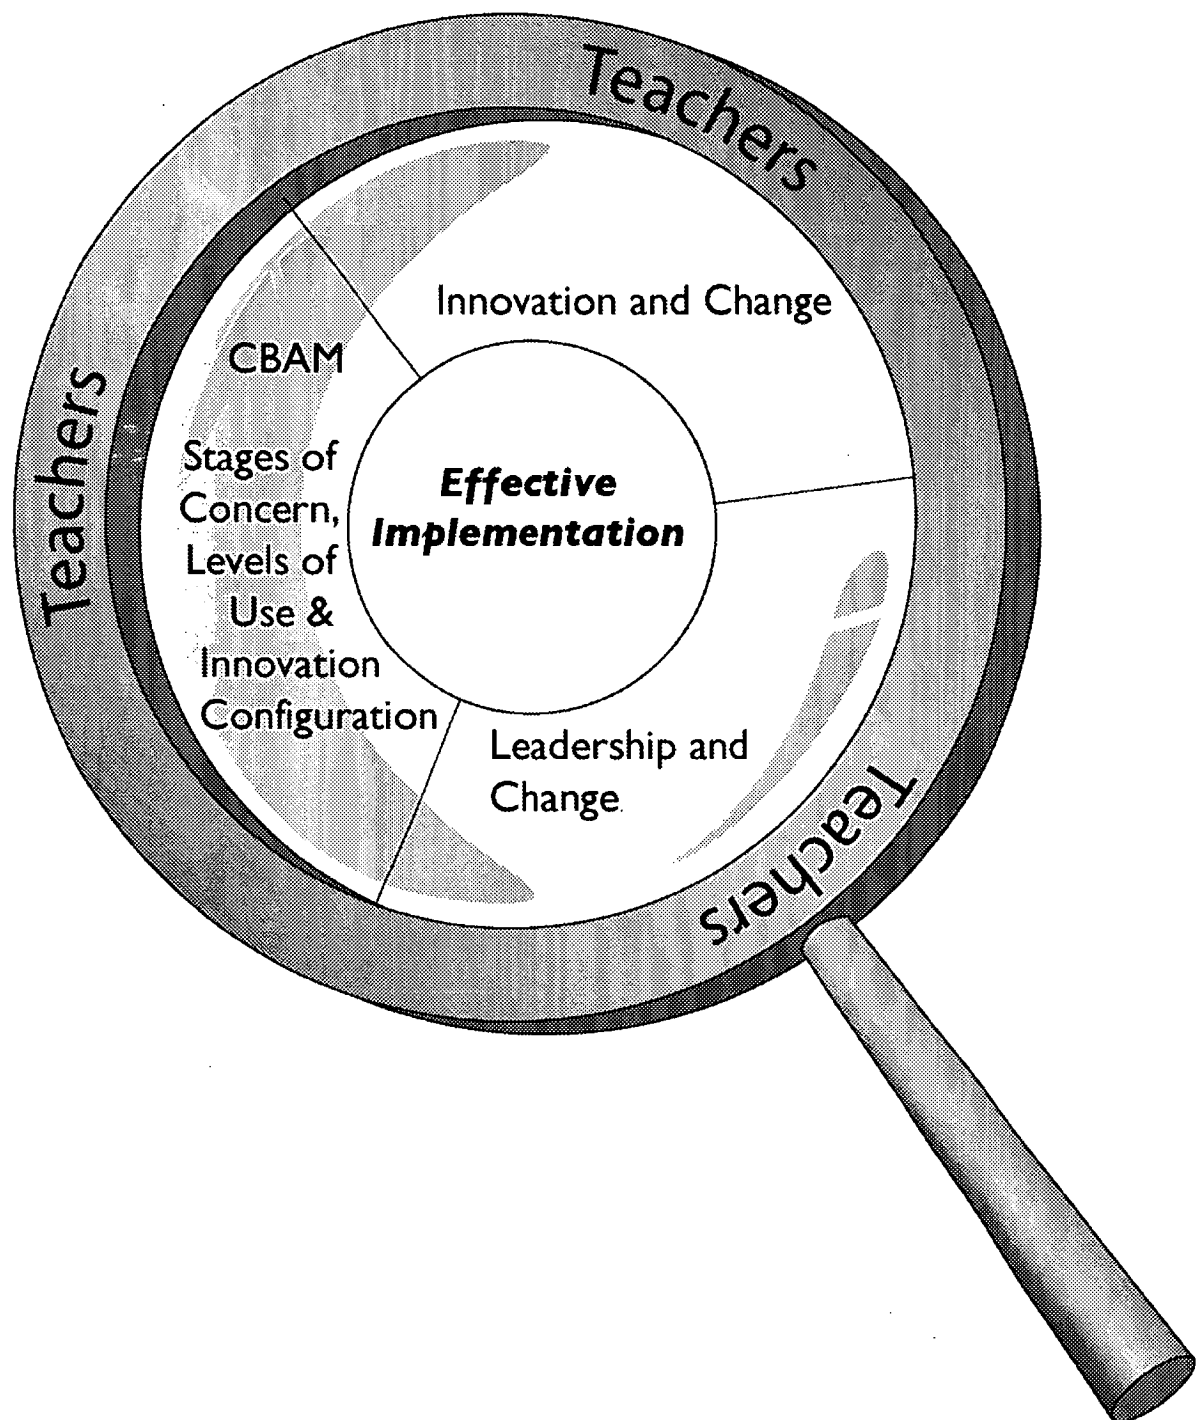 Teachers
Innovation and Change
CBAM
Stages of
Concern,
Levels of
Use &
Innovation
Configuration
Effective
Implementation
Leadership and
Change
Teachers
Teachers